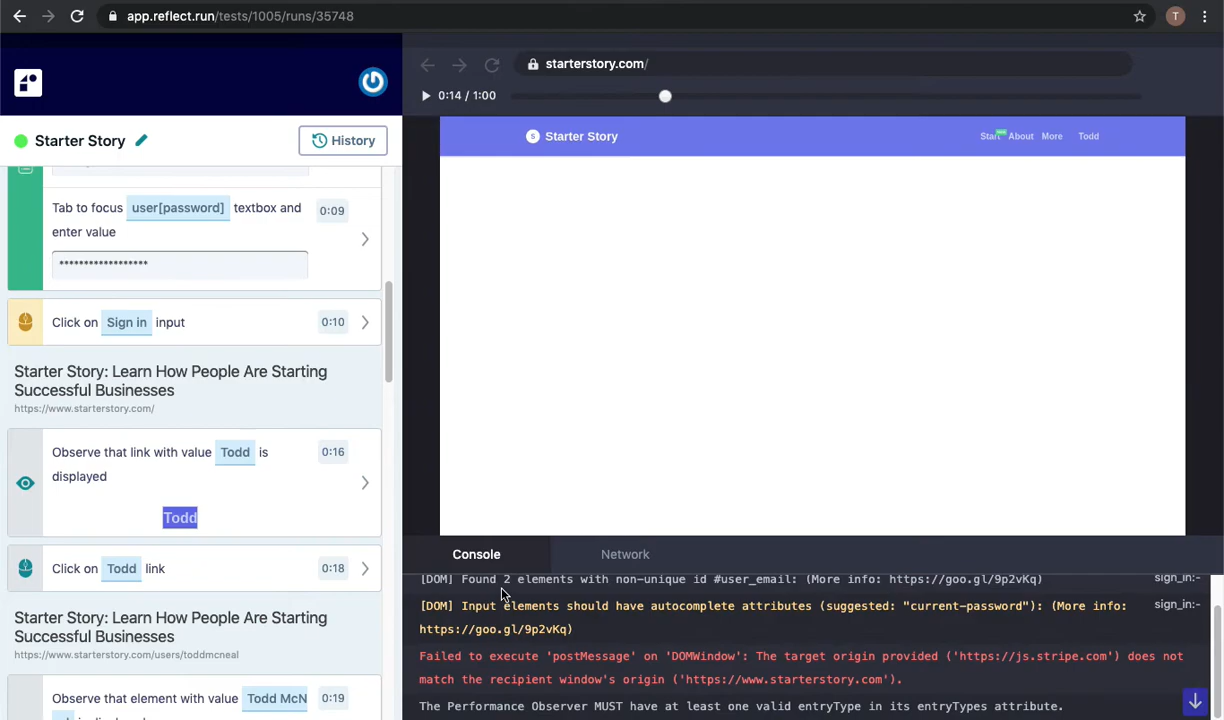 app.reflect.run/tests/1005/runs/35748
T
starterstory.com/
0:14 / 1:00
Starter Story
History
Tab to focus user[password] textbox and
enter value
0:09
******************
Click on Sign in input
0:10
Starter Story: Learn How People Are Starting
Successful Businesses
https://www.starterstory.com/
Observe that link with value Todd is
displayed
0:16
Todd
Click on Todd link
0:18
Starter Story: Learn How People Are Starting
Successful Businesses
https://www.starterstory.com/users/toddmcneal
Observe that element with value Todd McN
0:19
S Starter Story
Start About More Todd
Console Network
[DOM] Found 2 elements with non-unique id #user_email: (More info: https://goo.gl/9p2vKq) sign_in:-
[DOM] Input elements should have autocomplete attributes (suggested: "current-password"): (More info: sign_in:-
https://goo.gl/9p2vKq)
Failed to execute 'postMessage' on 'DOMWindow': The target origin provided ('https://js.stripe.com') does not
match the recipient window's origin ('https://www.starterstory.com').
The Performance Observer MUST have at least one valid entryType in its entryTypes attribute.